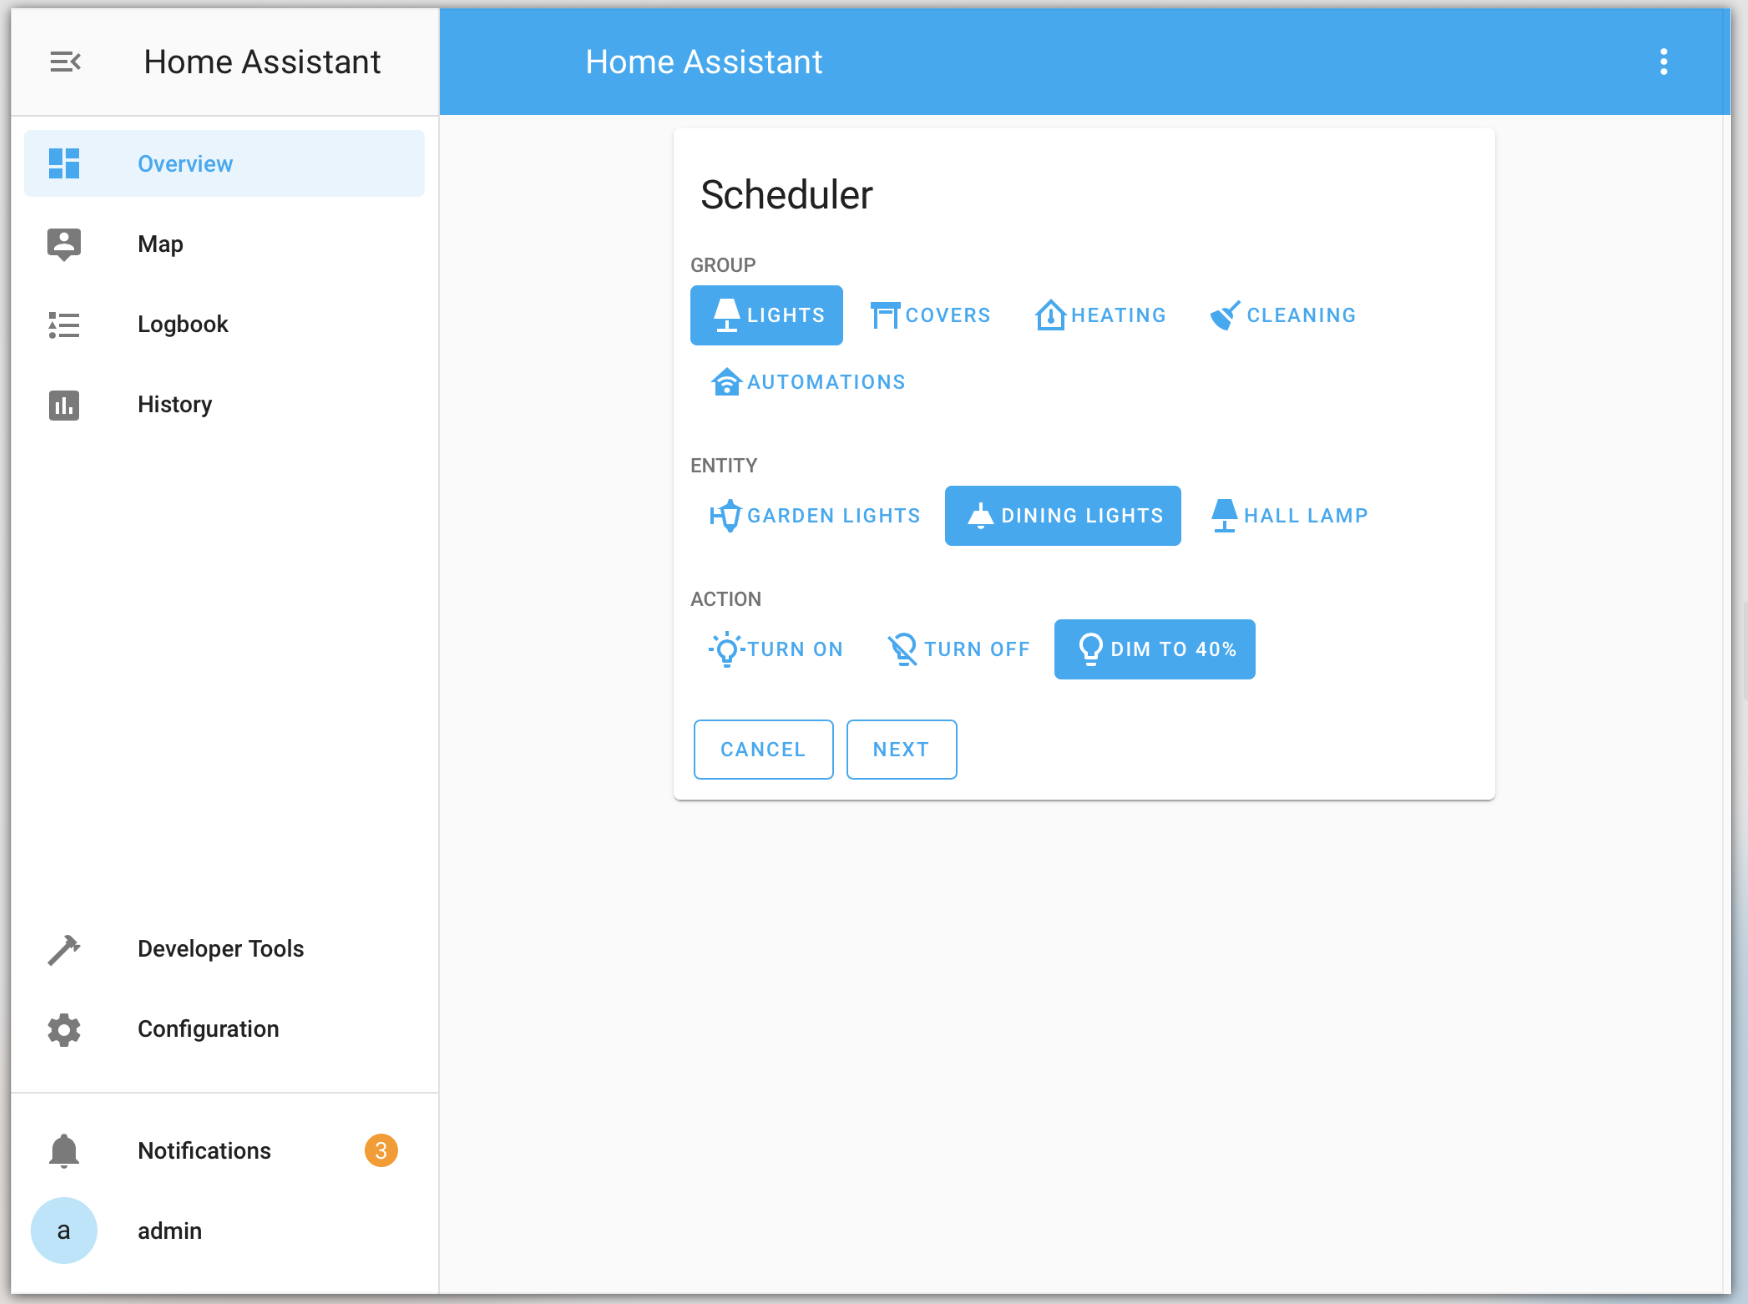 Home Assistant
Overview
Map
Logbook
History
Developer Tools
Configuration
Notifications 3
a admin
Home Assistant
Scheduler
GROUP
LIGHTS COVERS HEATING CLEANING
AUTOMATIONS
ENTITY
GARDEN LIGHTS DINING LIGHTS HALL LAMP
ACTION
TURN ON TURN OFF DIM TO 40%
CANCEL NEXT